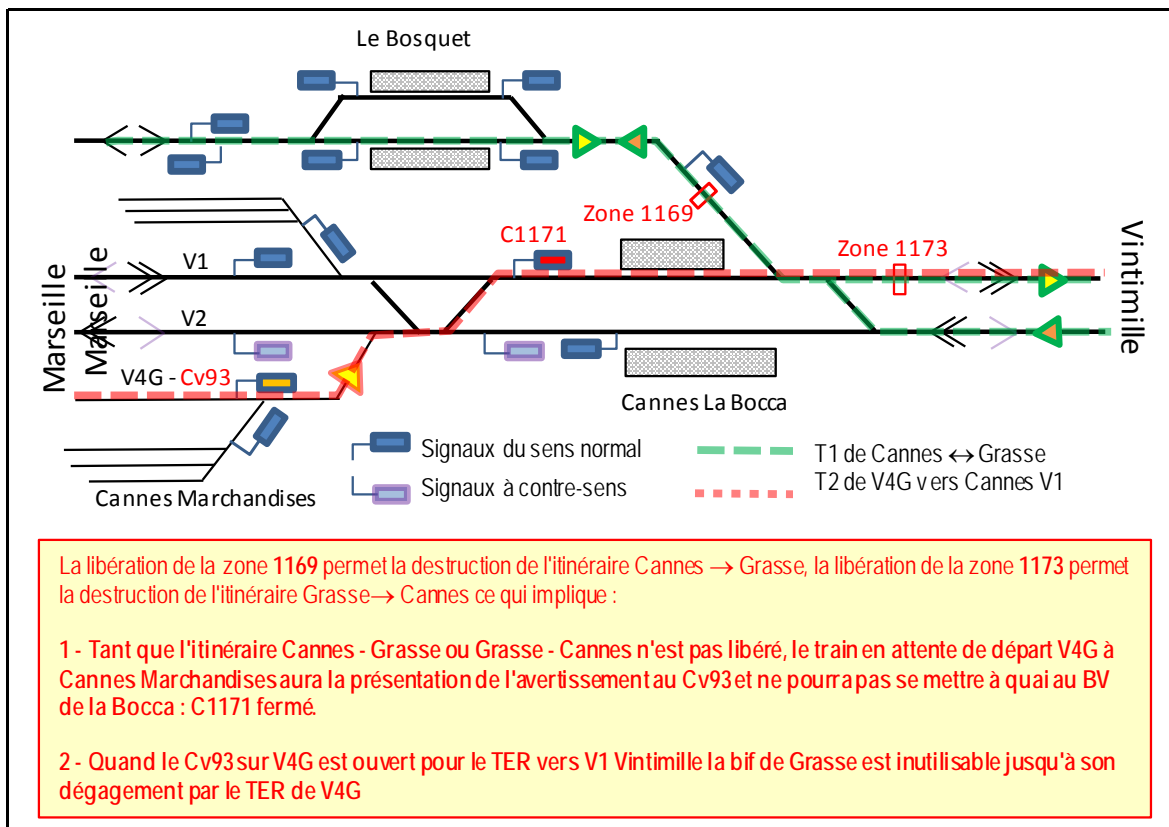 Le Bosquet
Zone 1169
C1171
Zone 1173
V1
V2
V4G - Cv93
Marseille
Marseille
Vintimille
Cannes La Bocca
Cannes Marchandises
Signaux du sens normal
Signaux à contre-sens
T1 de Cannes ↔ Grasse
T2 de V4G vers Cannes V1
La libération de la zone 1169 permet la destruction de l'itinéraire Cannes → Grasse, la libération de la zone 1173 permet
la destruction de l'itinéraire Grasse → Cannes ce qui implique :
1 - Tant que l'itinéraire Cannes - Grasse ou Grasse - Cannes n'est pas libéré, le train en attente de départ V4G à
Cannes Marchandises aura la présentation de l'avertissement au Cv93 et ne pourra pas se mettre à quai au BV
de la Bocca : C1171 fermé.
2 - Quand le Cv93 sur V4G est ouvert pour le TER vers V1 Vintimille la bif de Grasse est inutilisable jusqu'à son
dégagement par le TER de V4G